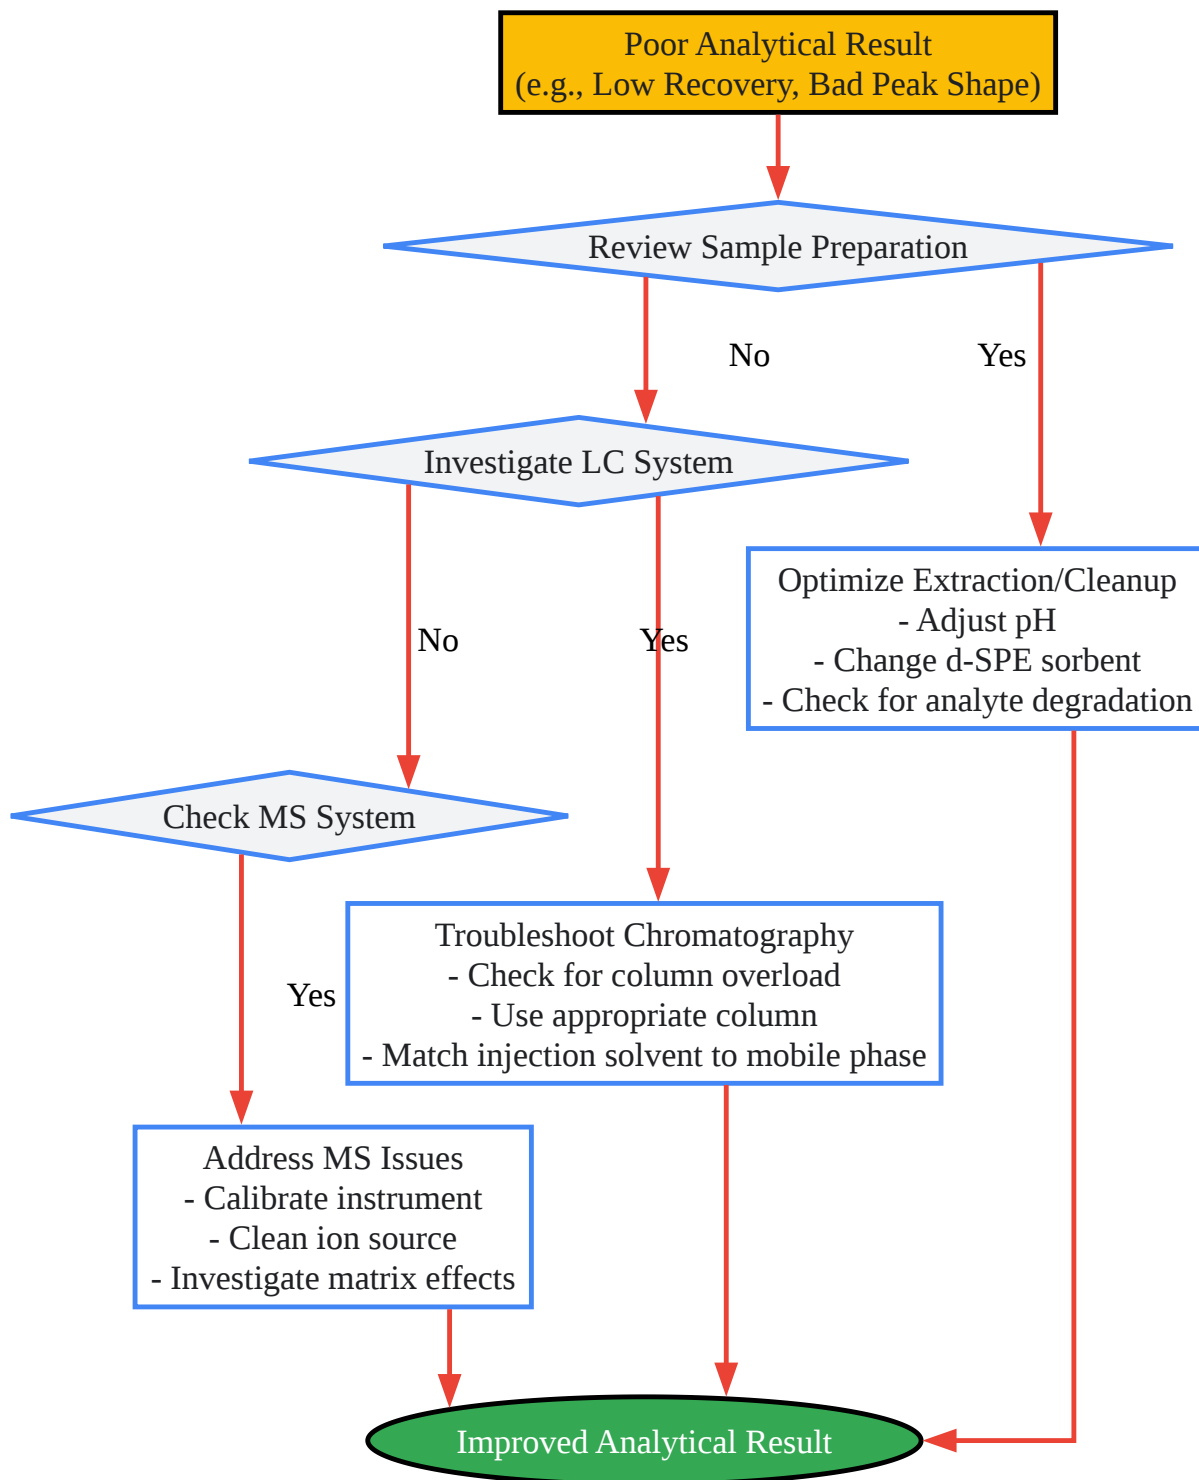 Poor Analytical Result
(e.g., Low Recovery, Bad Peak Shape)
Review Sample Preparation
No
Yes
Investigate LC System
Optimize Extraction/Cleanup
- Adjust pH
- Change d-SPE sorbent
- Check for analyte degradation
No
Yes
Check MS System
Troubleshoot Chromatography
- Check for column overload
- Use appropriate column
- Match injection solvent to mobile phase
Yes
Address MS Issues
- Calibrate instrument
- Clean ion source
- Investigate matrix effects
Improved Analytical Result